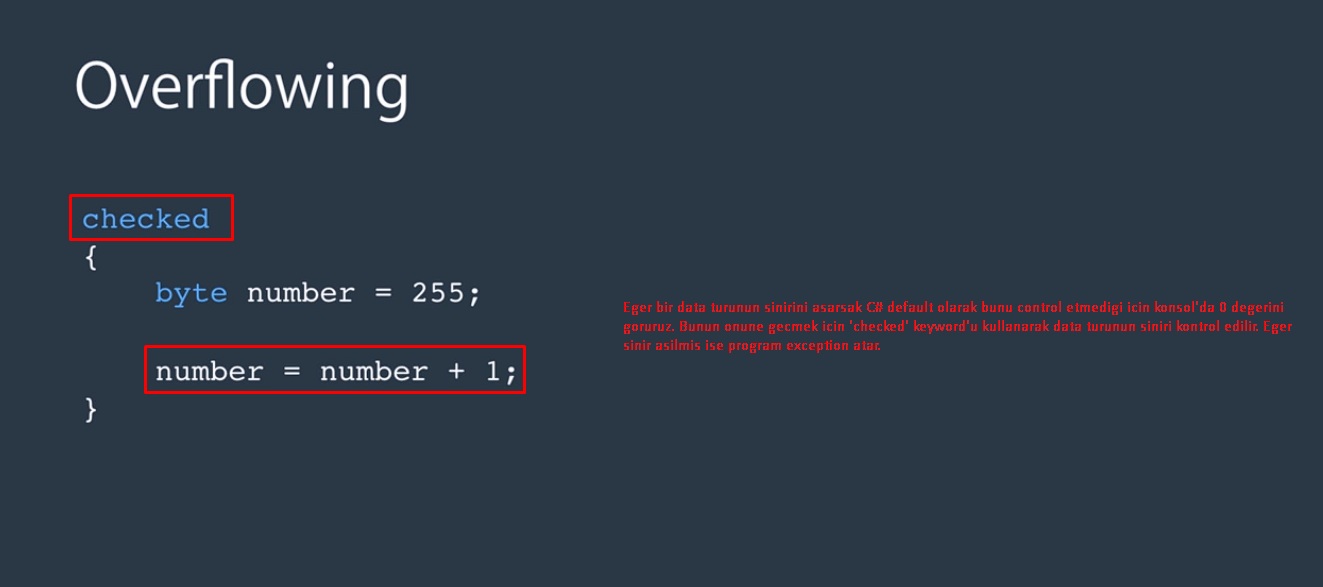 Overflowing
checked
{
byte number = 255;
number = number + 1;
}
Eger bir data turunun sinirini asarsak C# default olarak bunu control etmedigi icin konsol'da 0 degerini
goruruz. Bunun onune gecmek icin 'checked' keyword'u kullanarak data turunun siniri kontrol edilir. Eger
sinir asilmis ise program exception atar.